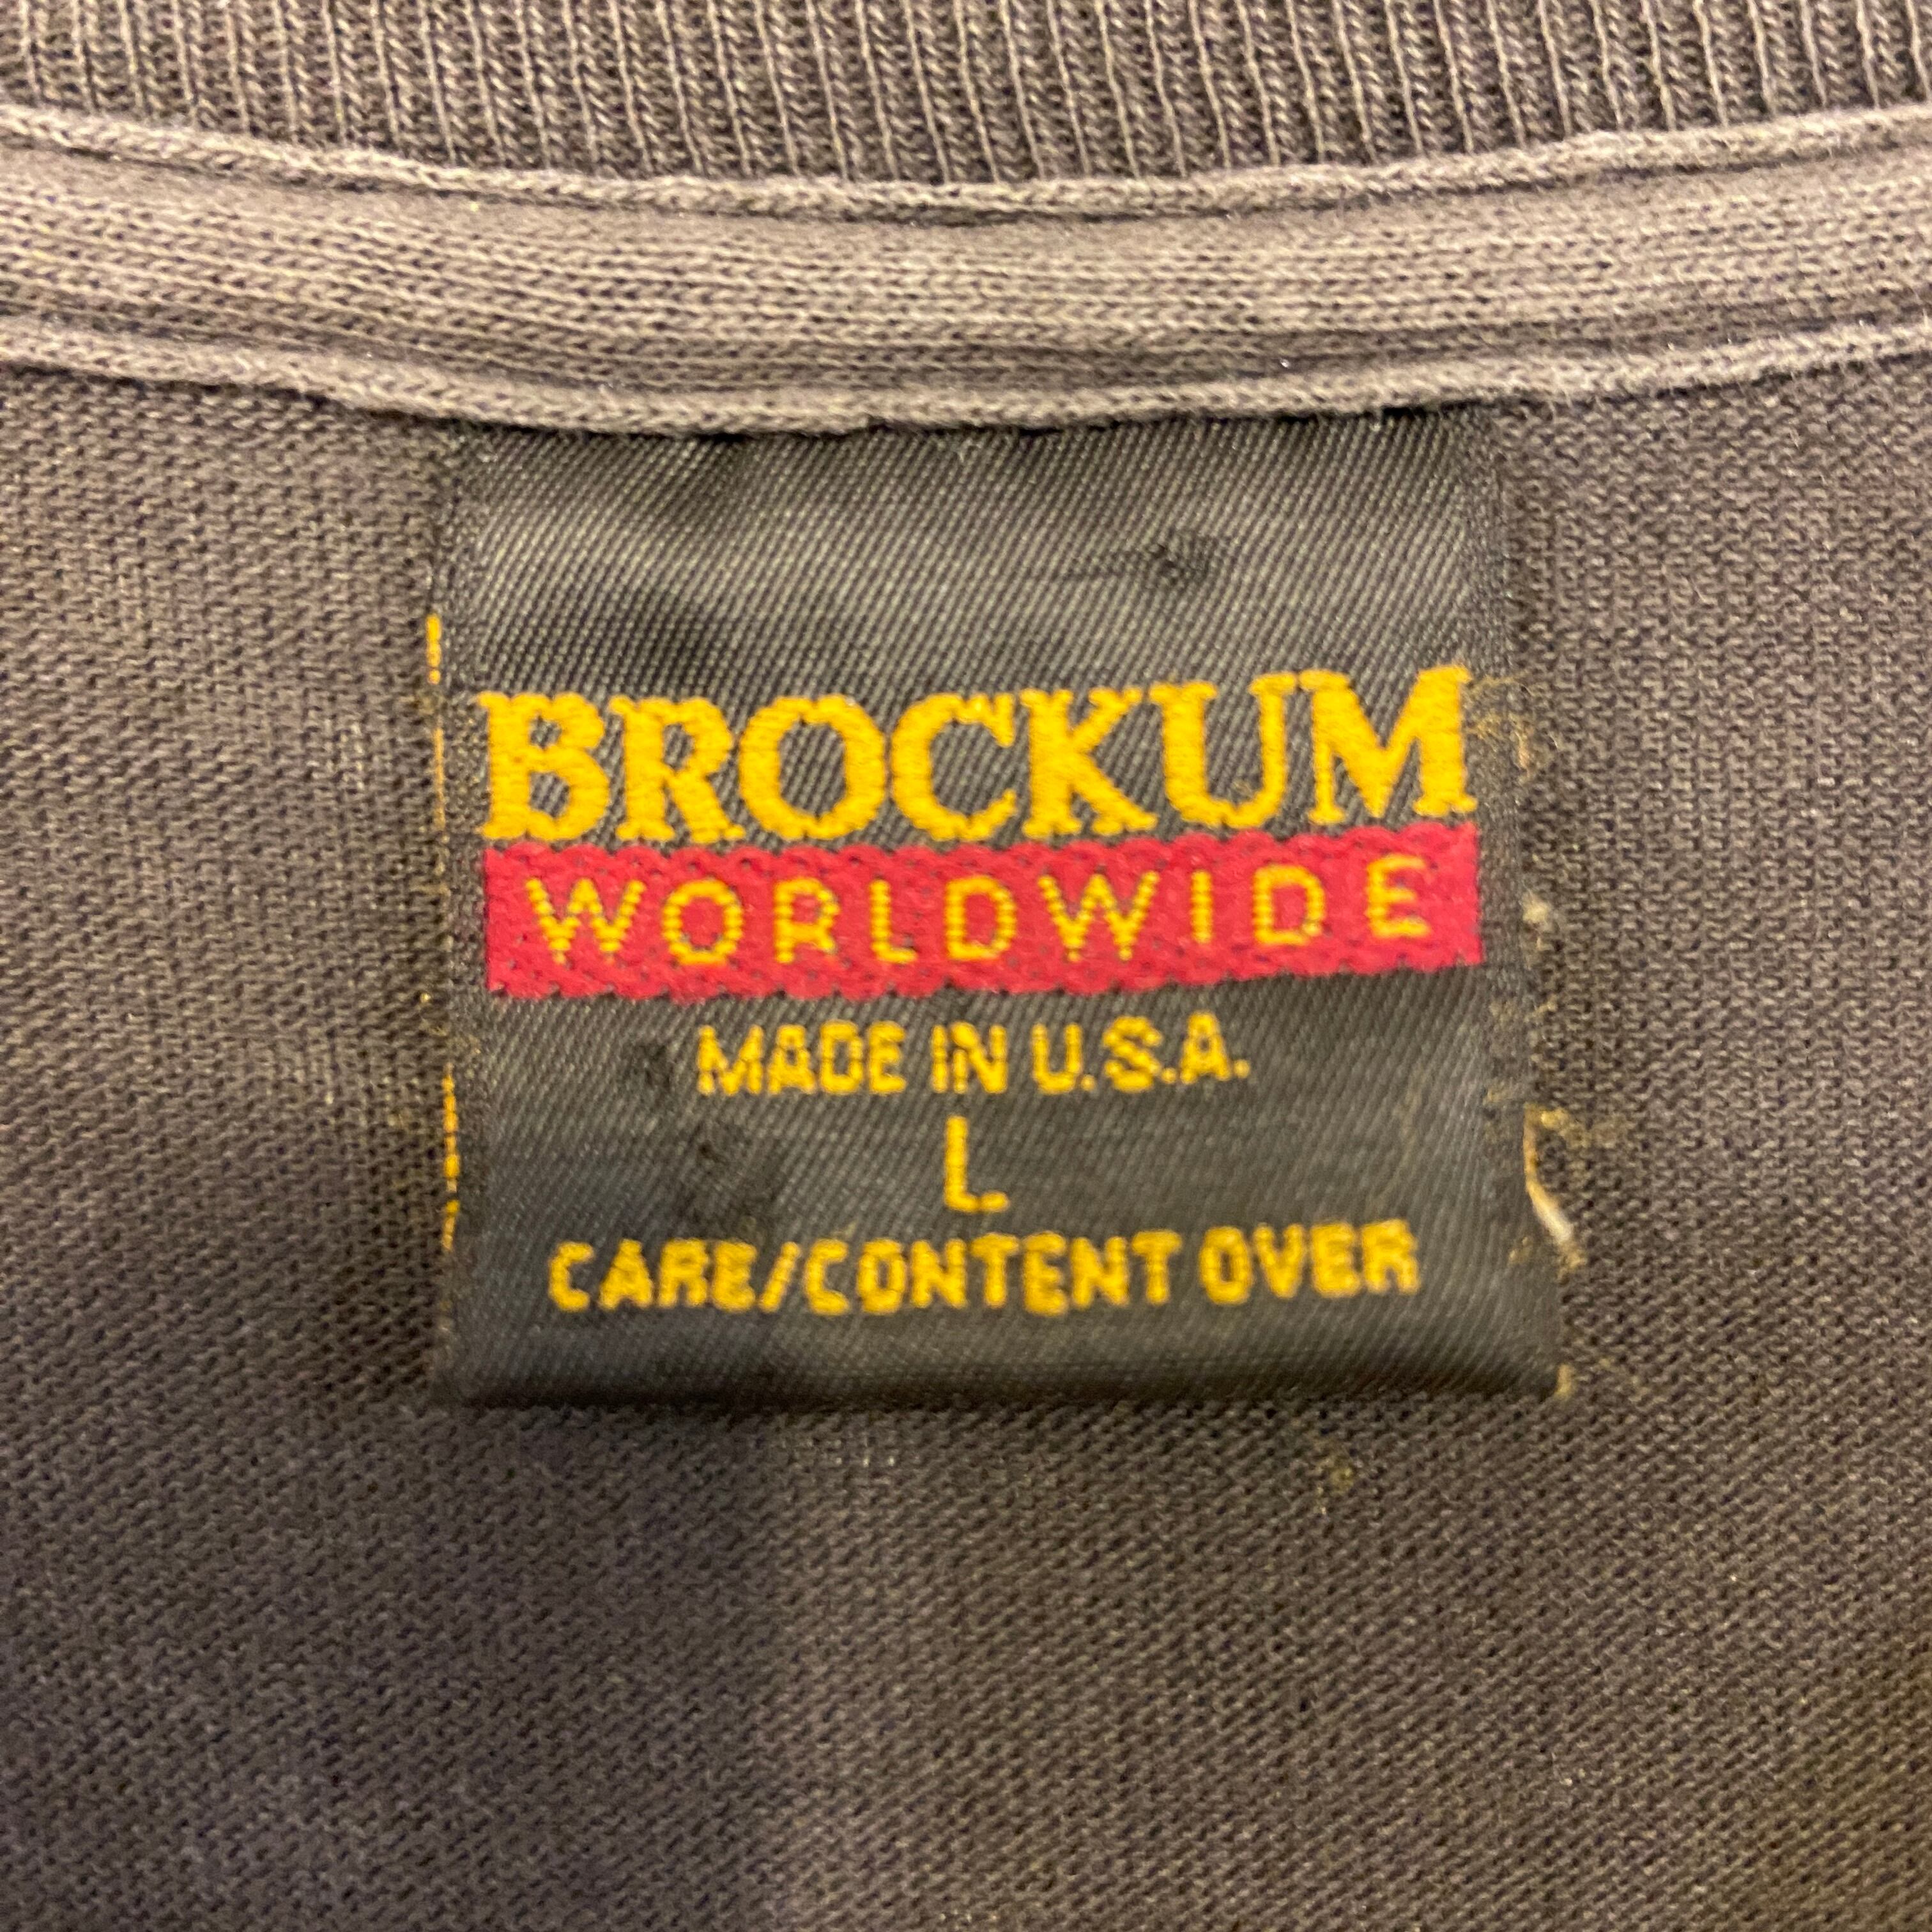 BROCKUM
WORLDWIDE
MADE IN U.S.A.
L
CARE/CONTENT OVER